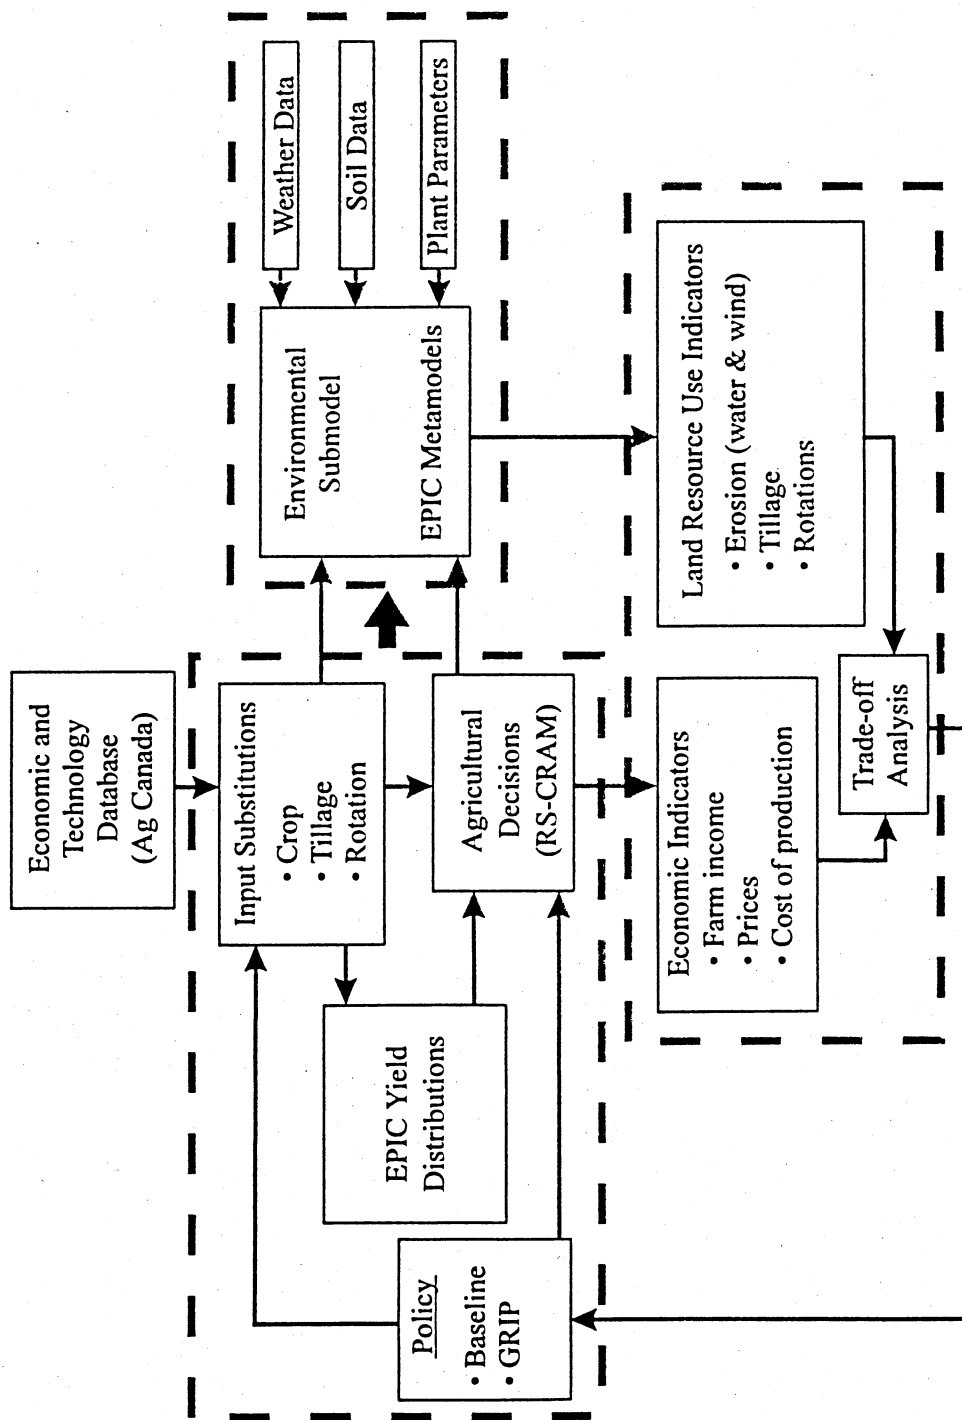 Economic and
Technology
Database
(Ag Canada)
Input Substitutions
• Crop
• Tillage
• Rotation
Agricultural
Decisions
(RS-CRAM)
EPIC Yield
Distributions
Policy
• Baseline
• GRIP
Environmental
Submodel
EPIC Metamodels
Weather Data
Soil Data
Plant Parameters
Economic Indicators
• Farm income
• Prices
• Cost of production
Land Resource Use Indicators
• Erosion (water & wind)
• Tillage
• Rotations
Trade-off
Analysis